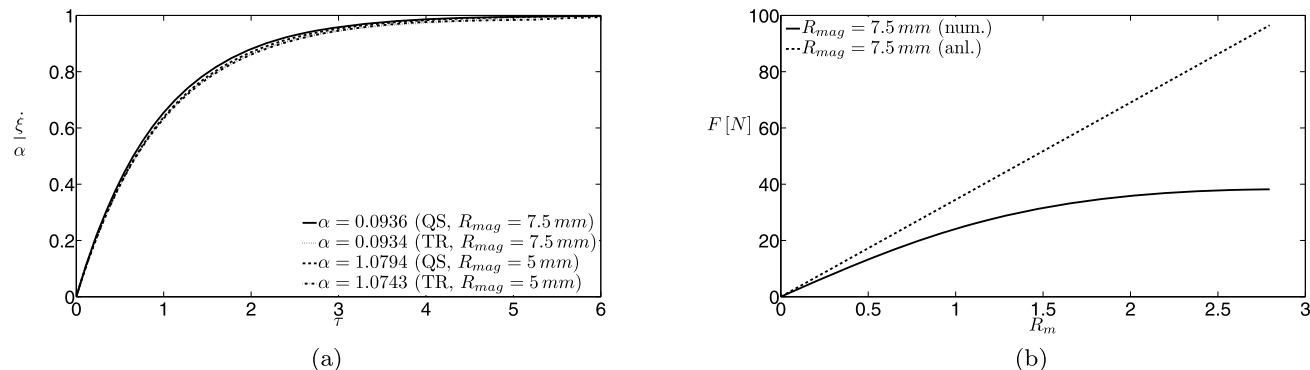 1
0.8
0.6
0.4
0.2
0
0 1 2 3 4 5 6
ξ̇
α
τ
α = 0.0936 (QS, R_mag = 7.5 mm)
α = 0.0934 (TR, R_mag = 7.5 mm)
α = 1.0794 (QS, R_mag = 5 mm)
α = 1.0743 (TR, R_mag = 5 mm)
(a)
100
80
60
40
20
0
0 0.5 1 1.5 2 2.5 3
F [N]
R_m
R_mag = 7.5 mm (num.)
R_mag = 7.5 mm (anl.)
(b)